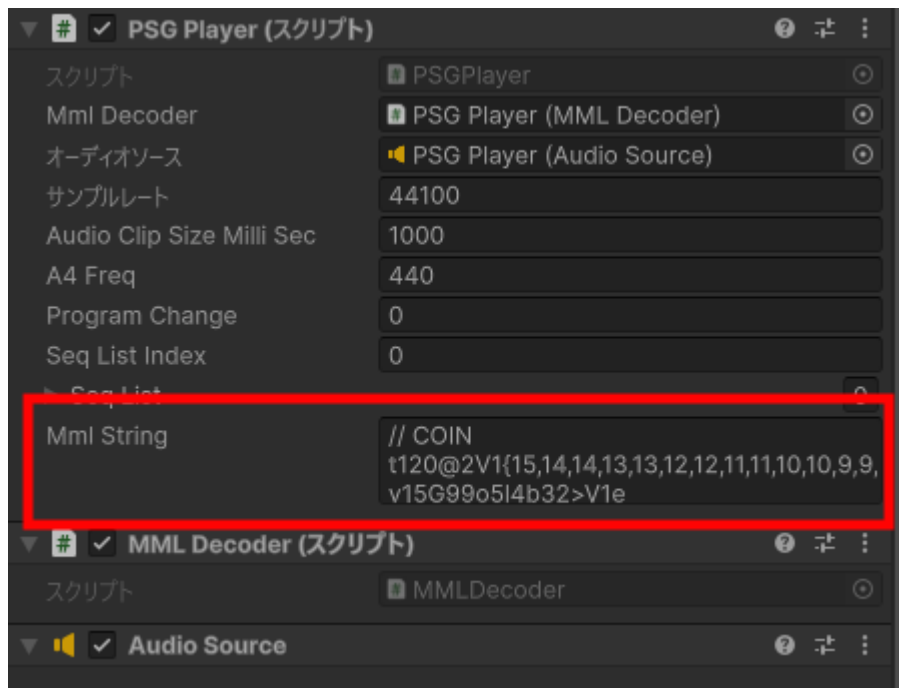 PSG Player (スクリプト)
スクリプト PSGPlayer
Mml Decoder PSG Player (MML Decoder)
オーディオソース PSG Player (Audio Source)
サンプルレート 44100
Audio Clip Size Milli Sec 1000
A4 Freq 440
Program Change 0
Seq List Index 0
Seq List 0
Mml String // COIN
t120@2V1{15,14,14,13,13,12,12,11,11,10,10,9,9,
v15G99o5l4b32>V1e
MML Decoder (スクリプト)
スクリプト MMLDecoder
Audio Source